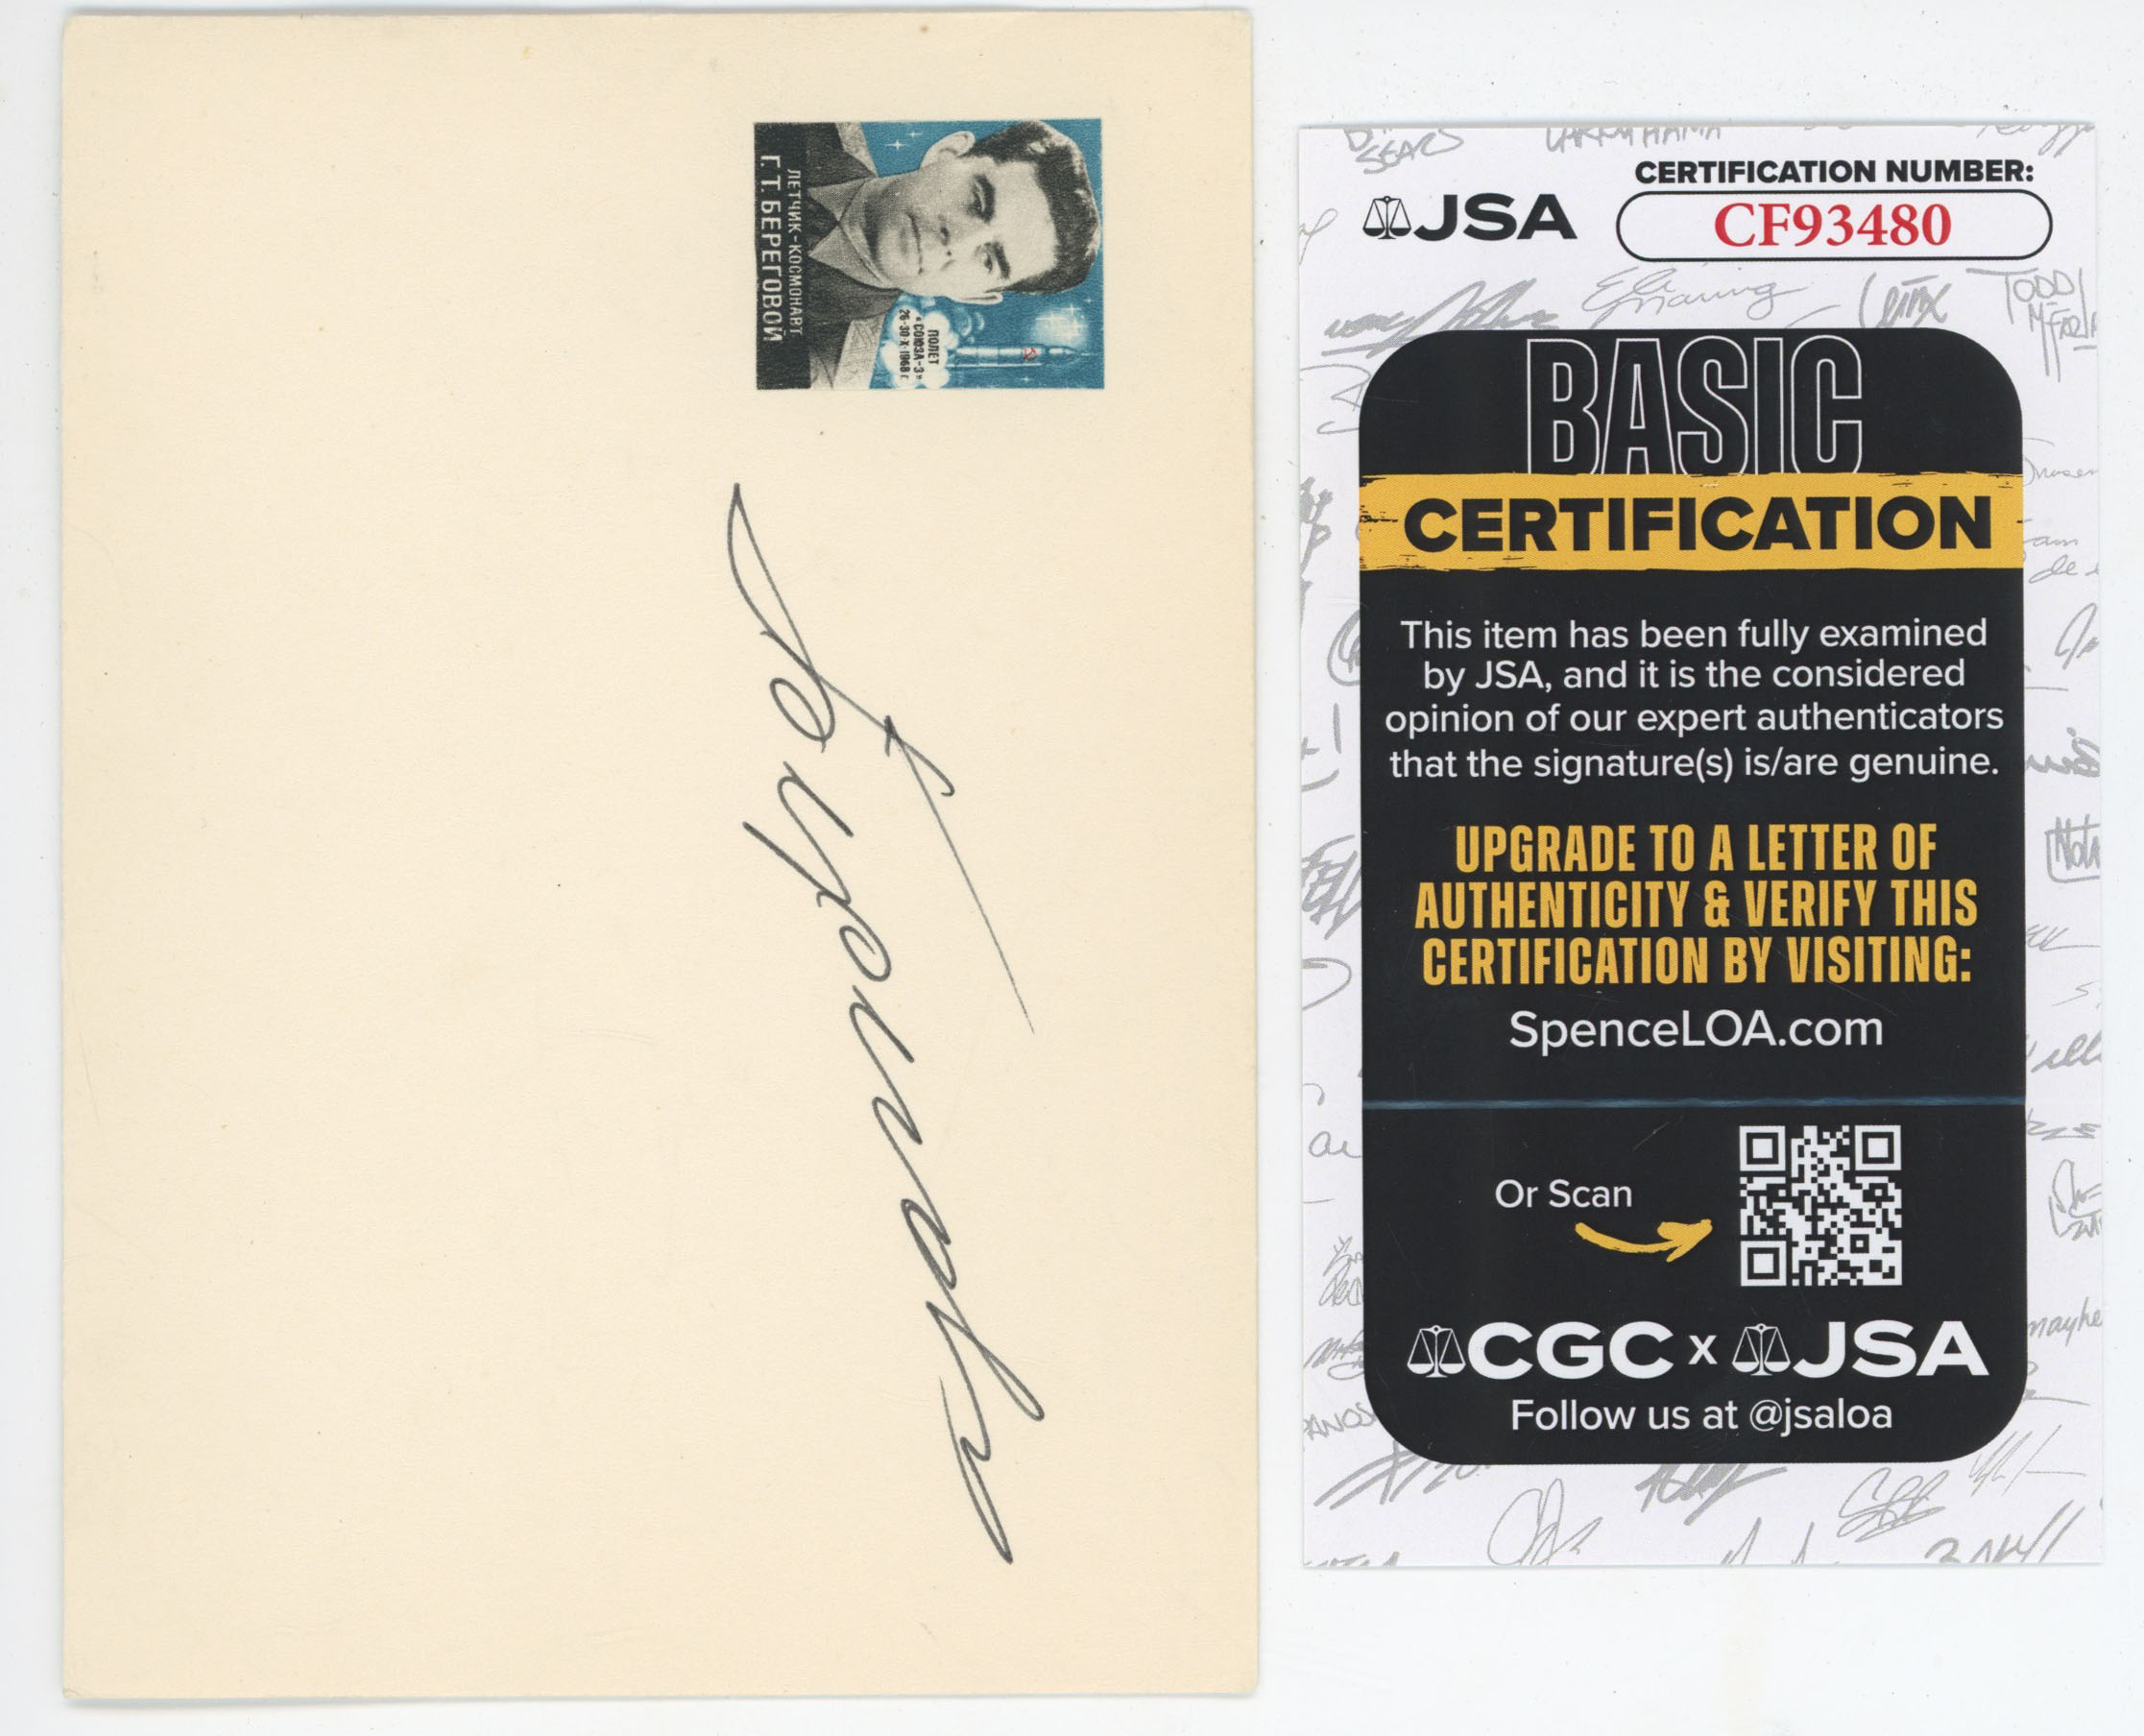 ЛЕТЧИК-КОСМОНАВТ
Г. Т. БЕРЕГОВОЙ
ПОЛЕТ
«СОЮЗА-3»
26-30·X·1968 г.
CERTIFICATION NUMBER:
JSA
CF93480
BASIC
CERTIFICATION
This item has been fully examined
by JSA, and it is the considered
opinion of our expert authenticators
that the signature(s) is/are genuine.
UPGRADE TO A LETTER OF
AUTHENTICITY & VERIFY THIS
CERTIFICATION BY VISITING:
SpenceLOA.com
Or Scan
CGC x JSA
Follow us at @jsaloa